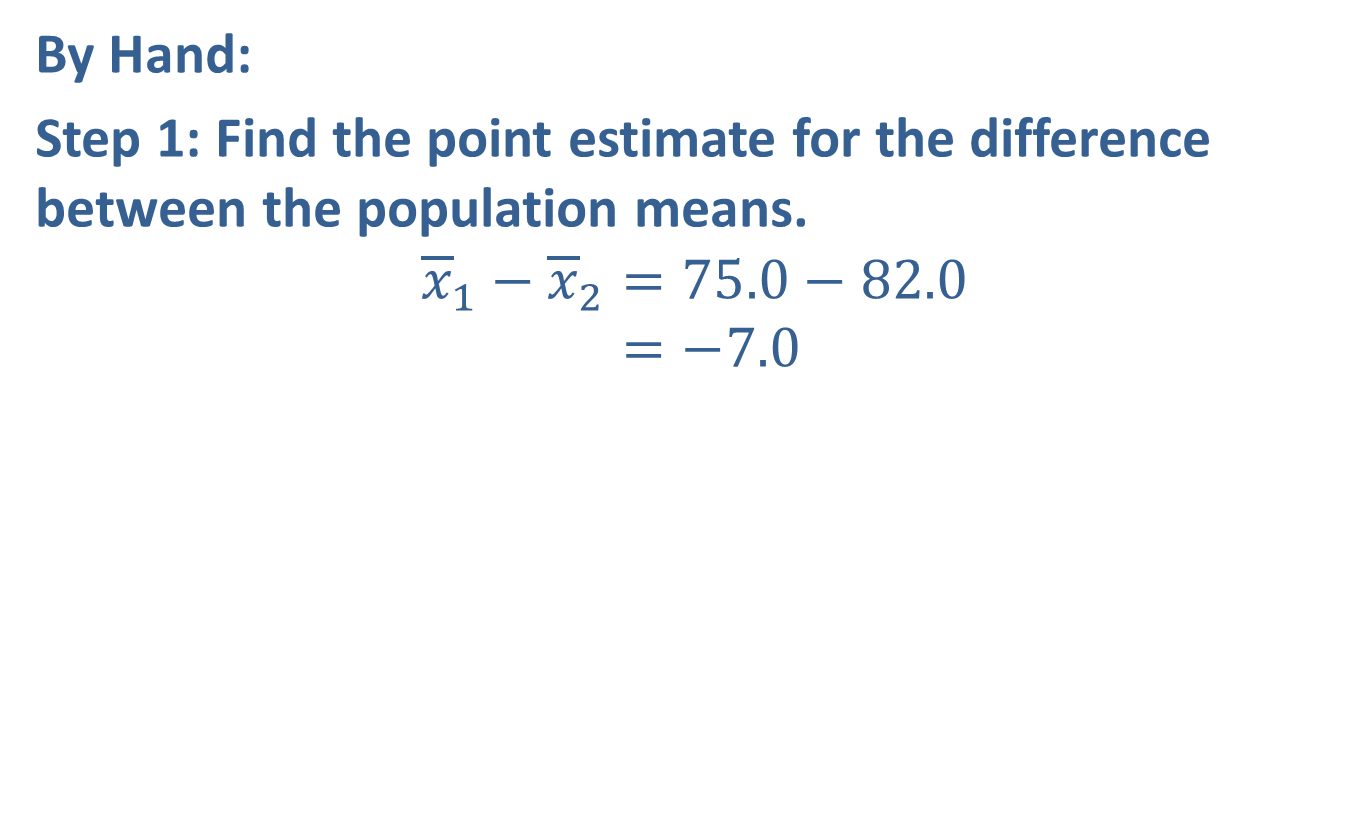 By Hand:
Step 1: Find the point estimate for the difference
between the population means.
x̅₁ − x̅₂ = 75.0 − 82.0
= −7.0